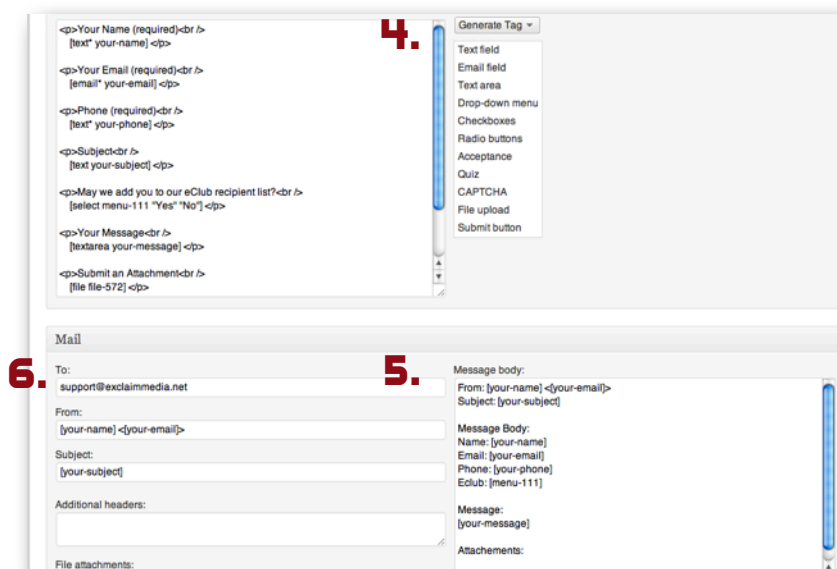 <p>Your Name (required)<br />
[text* your-name] </p>
<p>Your Email (required)<br />
[email* your-email] </p>
<p>Phone (required)<br />
[text* your-phone] </p>
<p>Subject<br />
[text your-subject] </p>
<p>May we add you to our eClub recipient list?<br />
[select menu-111 "Yes" "No"] </p>
<p>Your Message<br />
[textarea your-message] </p>
<p>Submit an Attachment<br />
[file file-572] </p>
4.
Generate Tag
Text field
Email field
Text area
Drop-down menu
Checkboxes
Radio buttons
Acceptance
Quiz
CAPTCHA
File upload
Submit button
Mail
6.
To:
support@exclaimmedia.net
From:
[your-name] <[your-email]>
Subject:
[your-subject]
Additional headers:
File attachments:
5.
Message body:
From: [your-name] <[your-email]>
Subject: [your-subject]
Message Body:
Name: [your-name]
Email: [your-email]
Phone: [your-phone]
Eclub: [menu-111]
Message:
[your-message]
Attachements: